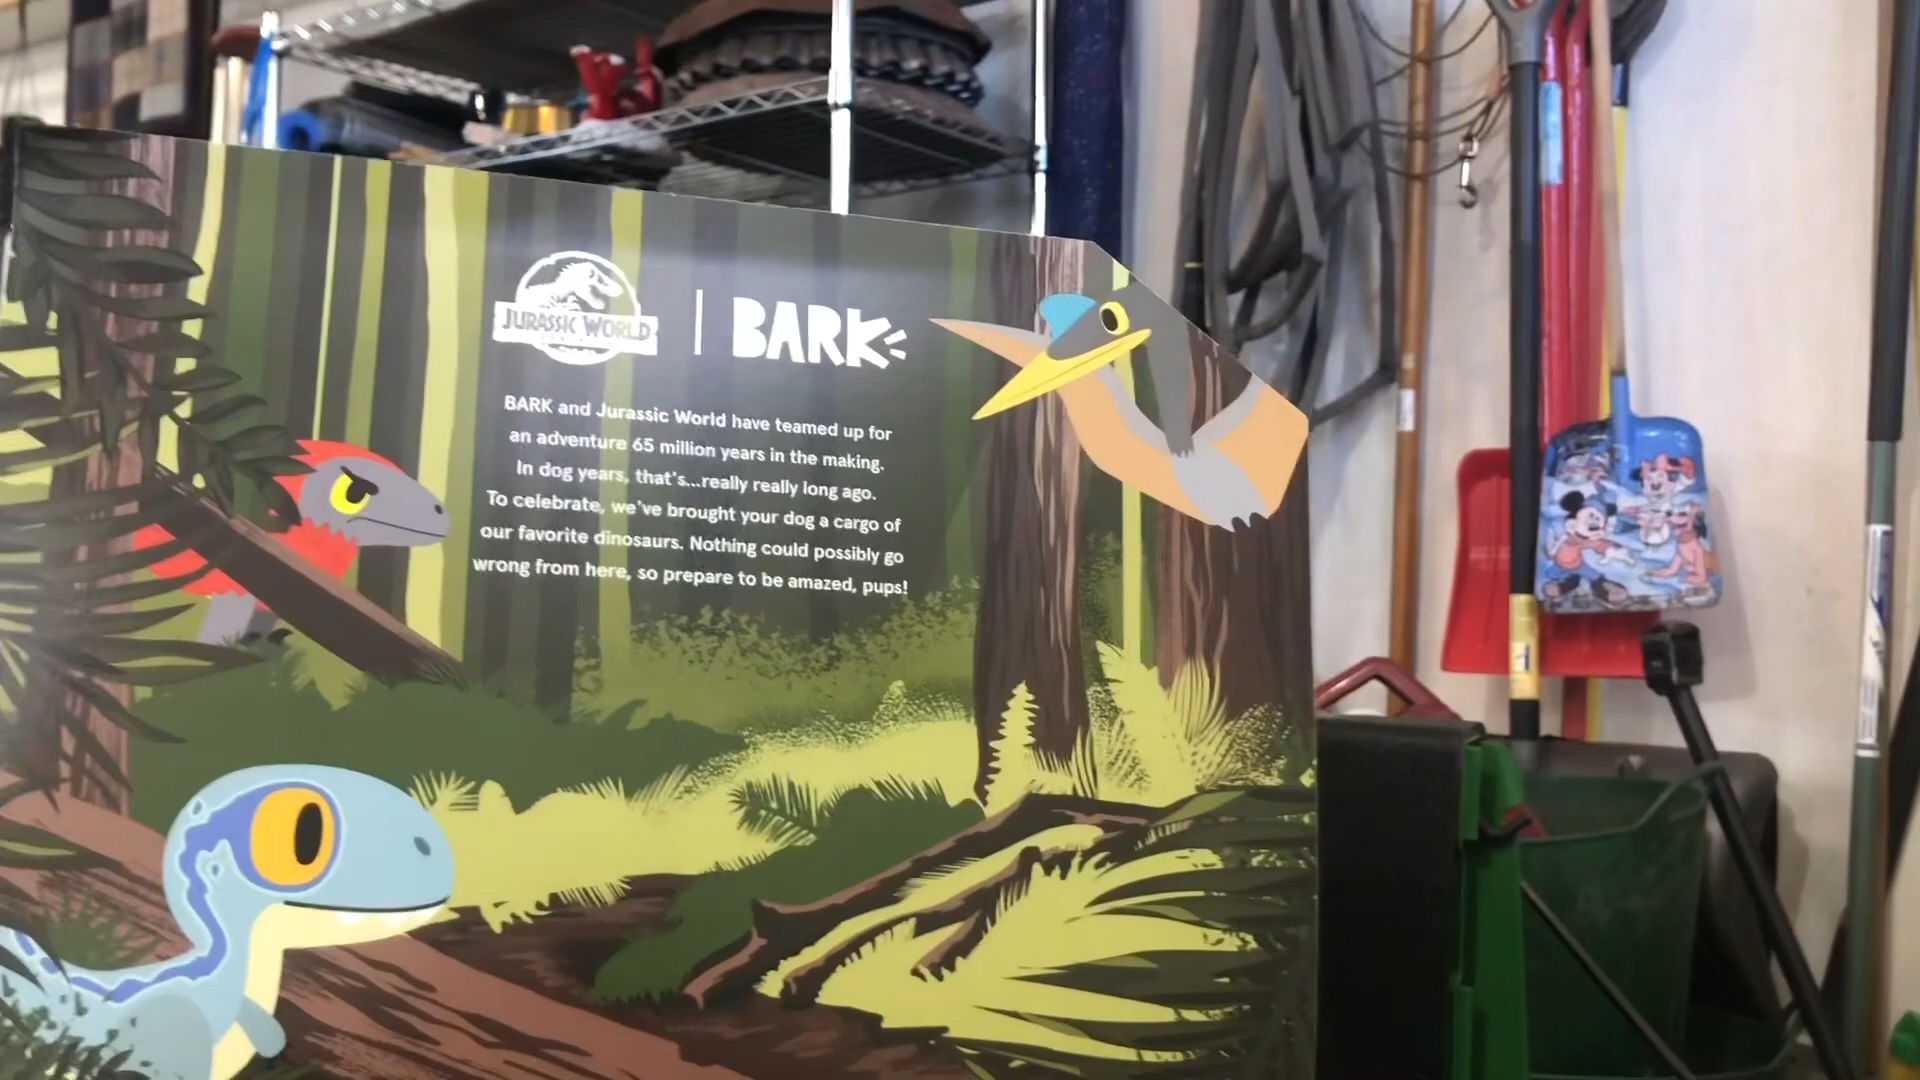 JURASSIC WORLD
BARK
BARK and Jurassic World have teamed up for
an adventure 65 million years in the making.
In dog years, that's...really really long ago.
To celebrate, we've brought your dog a cargo of
our favorite dinosaurs. Nothing could possibly go
wrong from here, so prepare to be amazed, pups!